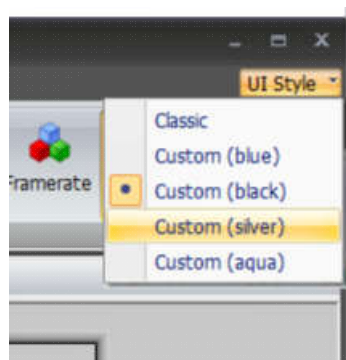 UI Style
Classic
Custom (blue)
Framerate
Custom (black)
Custom (silver)
Custom (aqua)